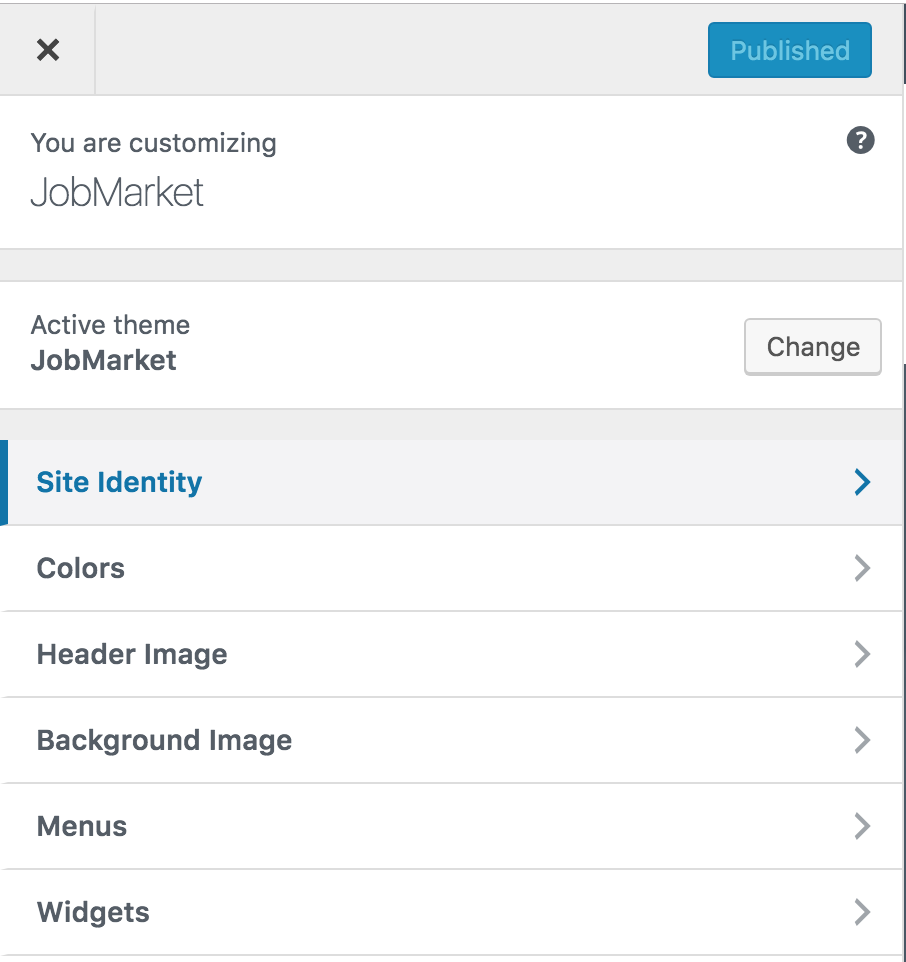 Published
You are customizing
JobMarket
Active theme
JobMarket
Change
Site Identity
Colors
Header Image
Background Image
Menus
Widgets